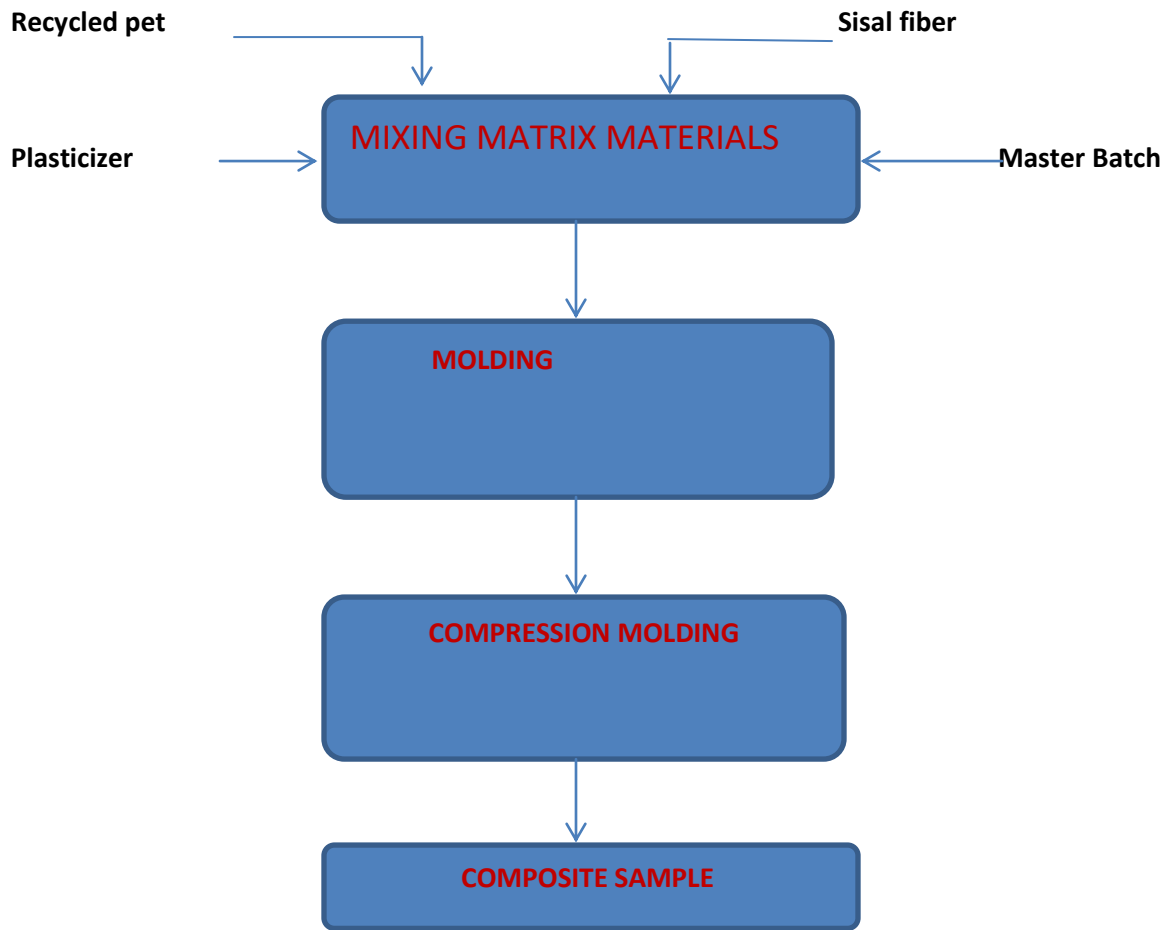 Recycled pet
Sisal fiber
MIXING MATRIX MATERIALS
Plasticizer
Master Batch
MOLDING
COMPRESSION MOLDING
COMPOSITE SAMPLE